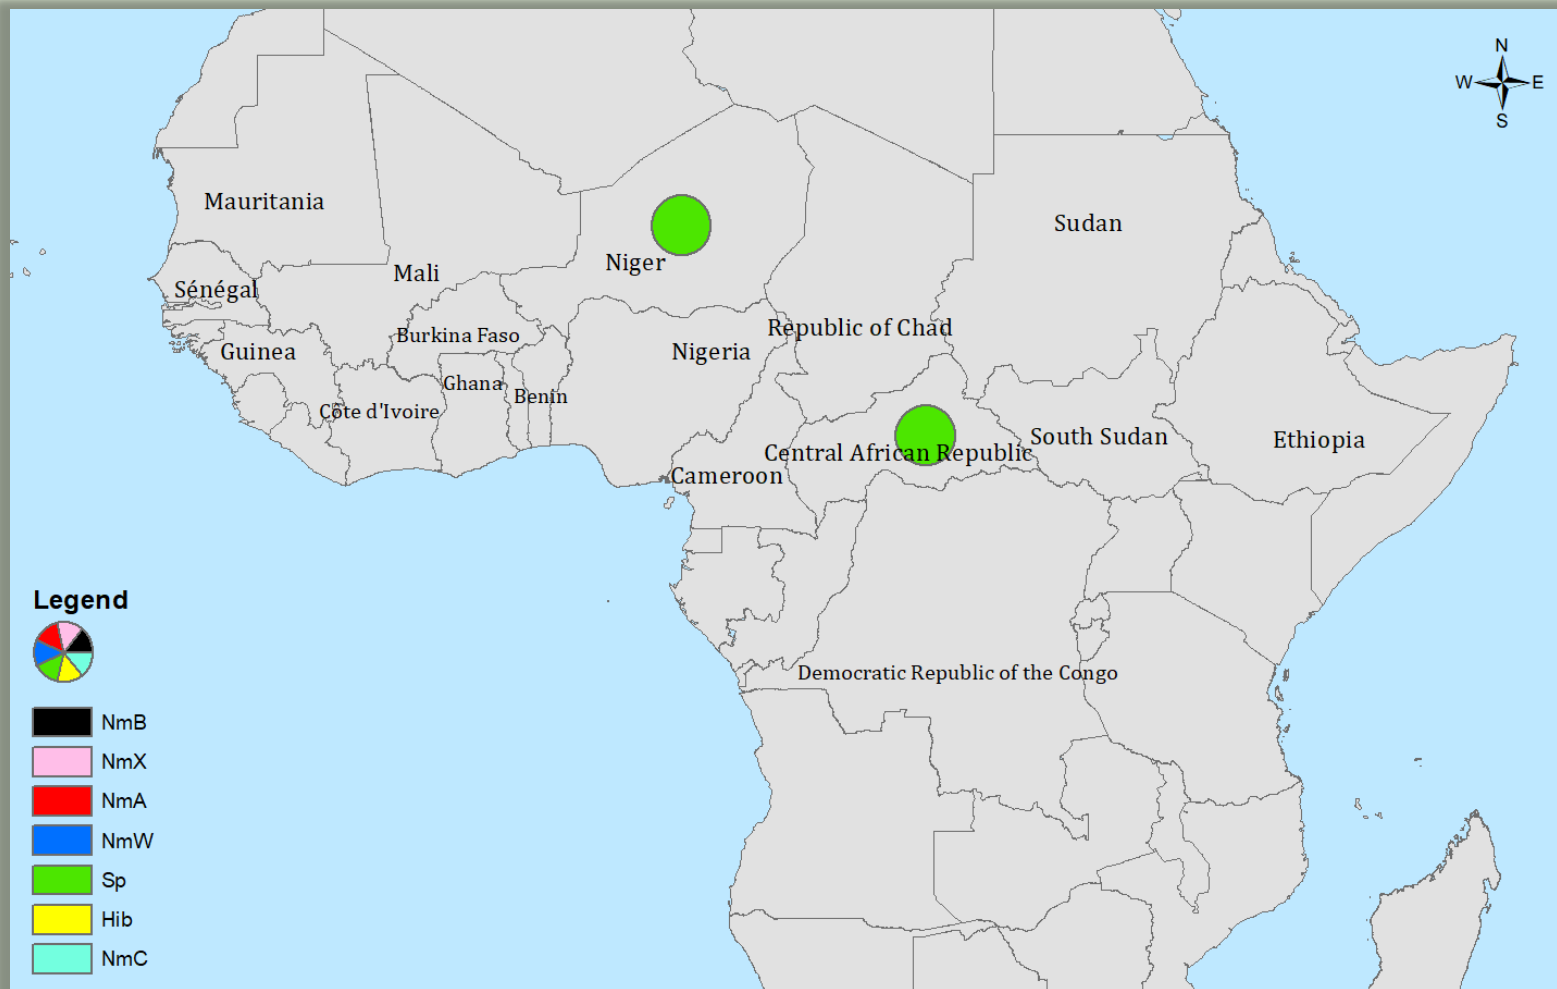 N
W
E
S
Mauritania
Sudan
Niger
Mali
Sénégal
Republic of Chad
Burkina Faso
Guinea
Nigeria
Ghana
Benin
Côte d'Ivoire
South Sudan
Ethiopia
Central African Republic
Cameroon
Legend
Democratic Republic of the Congo
NmB
NmX
NmA
NmW
Sp
Hib
NmC